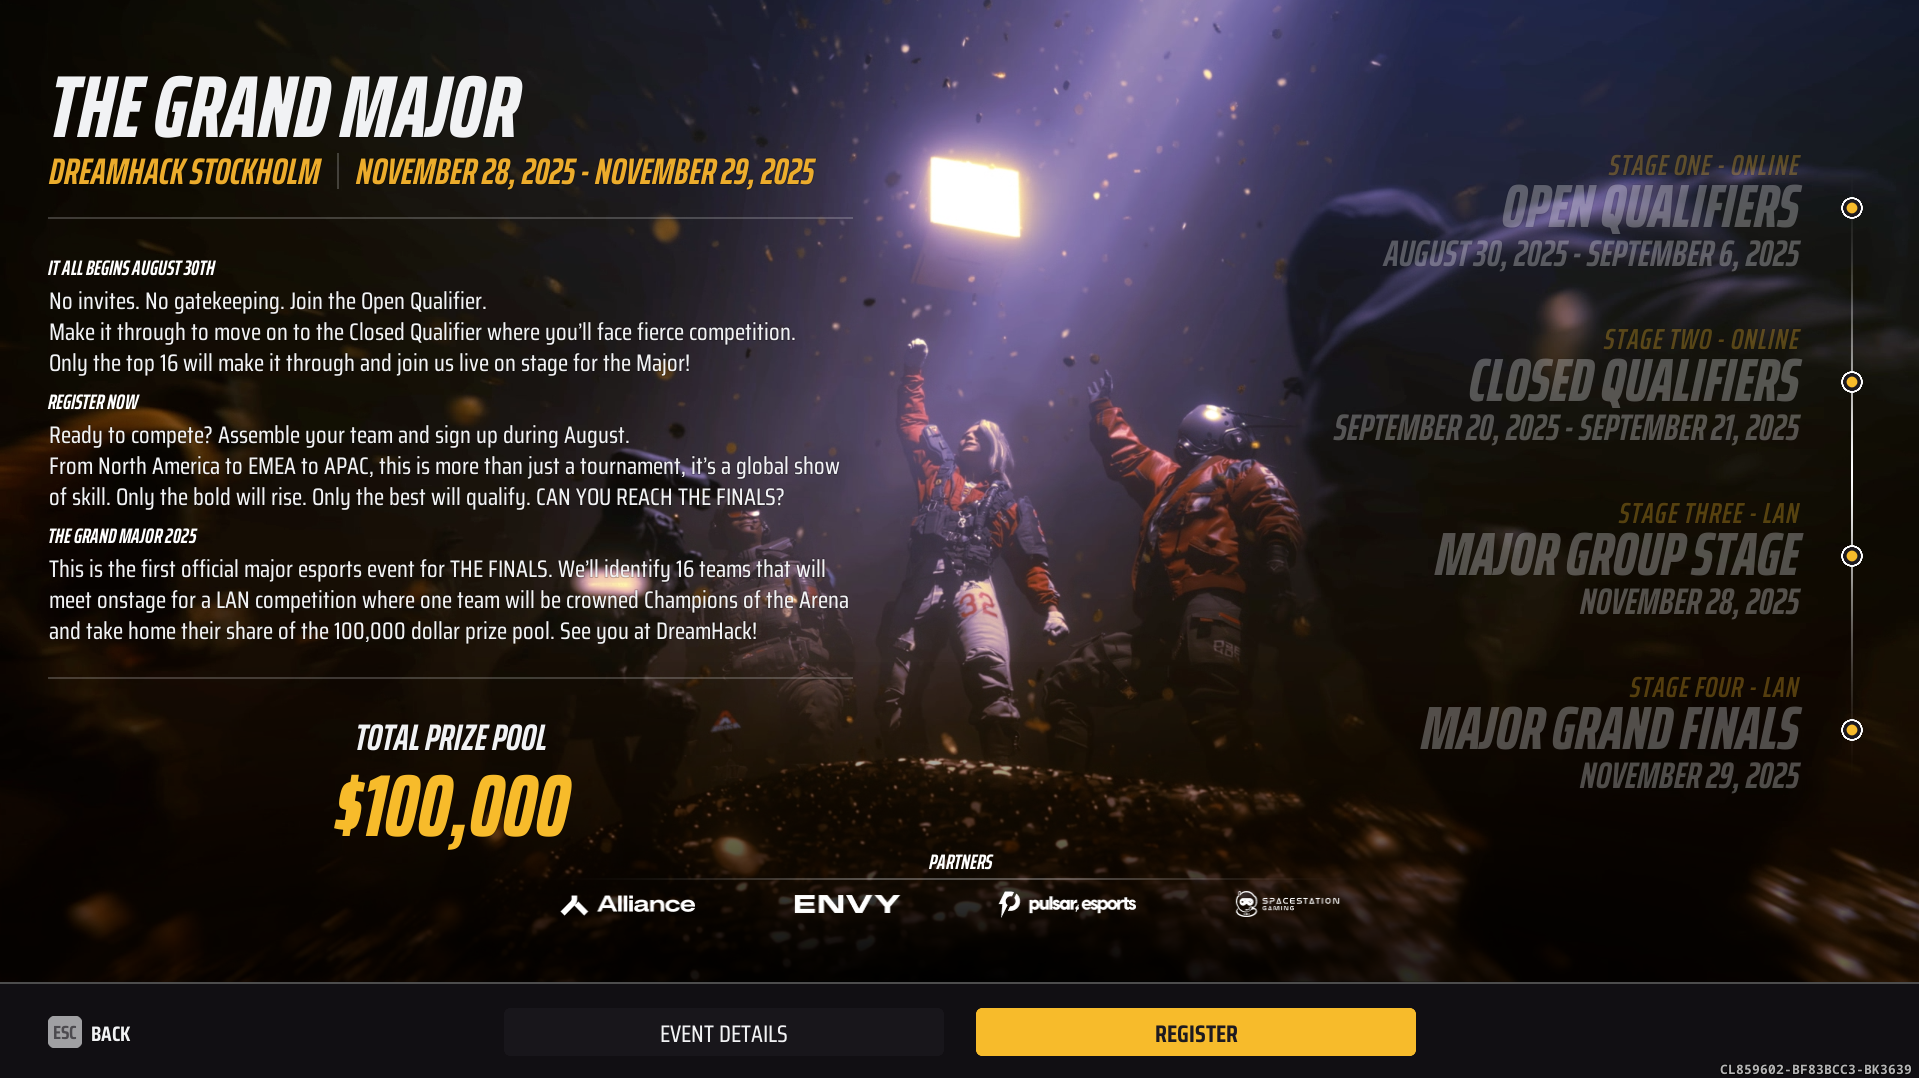 THE GRAND MAJOR
DREAMHACK STOCKHOLM | NOVEMBER 28, 2025 - NOVEMBER 29, 2025
IT ALL BEGINS AUGUST 30TH
No invites. No gatekeeping. Join the Open Qualifier.
Make it through to move on to the Closed Qualifier where you'll face fierce competition.
Only the top 16 will make it through and join us live on stage for the Major!
REGISTER NOW
Ready to compete? Assemble your team and sign up during August.
From North America to EMEA to APAC, this is more than just a tournament, it's a global show
of skill. Only the bold will rise. Only the best will qualify. CAN YOU REACH THE FINALS?
THE GRAND MAJOR 2025
This is the first official major esports event for THE FINALS. We'll identify 16 teams that will
meet onstage for a LAN competition where one team will be crowned Champions of the Arena
and take home their share of the 100,000 dollar prize pool. See you at DreamHack!
TOTAL PRIZE POOL
$100,000
STAGE ONE - ONLINE
OPEN QUALIFIERS
AUGUST 30, 2025 - SEPTEMBER 6, 2025
STAGE TWO - ONLINE
CLOSED QUALIFIERS
SEPTEMBER 20, 2025 - SEPTEMBER 21, 2025
STAGE THREE - LAN
MAJOR GROUP STAGE
NOVEMBER 28, 2025
STAGE FOUR - LAN
MAJOR GRAND FINALS
NOVEMBER 29, 2025
32
PARTNERS
Alliance
ENVY
pulsar, esports
SPACESTATION
GAMING
ESC BACK
EVENT DETAILS
REGISTER
CL859602-BF83BCC3-BK3639